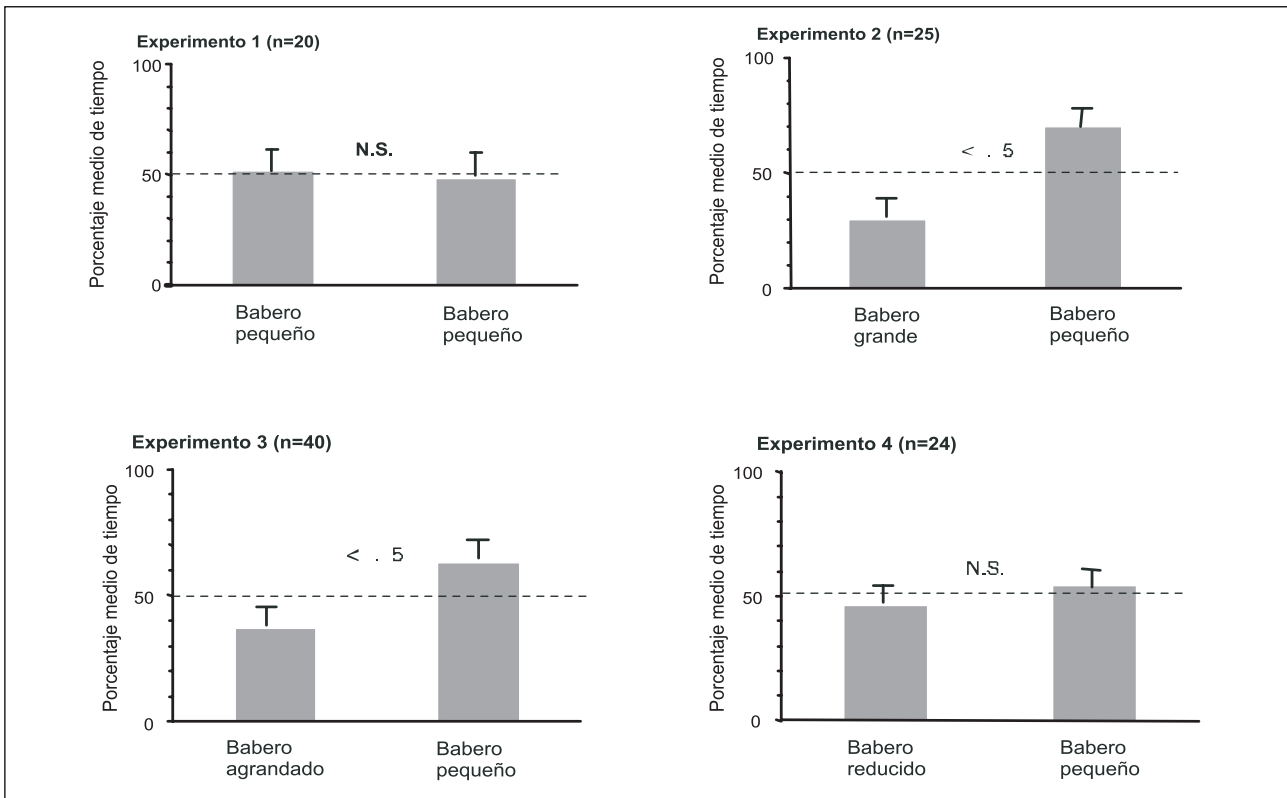 Experimento 1 (n=20)
Porcentaje medio de tiempo
100
50
0
N.S.
Babero pequeño
Babero pequeño
Experimento 2 (n=25)
Porcentaje medio de tiempo
100
50
0
< . 5
Babero grande
Babero pequeño
Experimento 3 (n=40)
Porcentaje medio de tiempo
100
50
0
< . 5
Babero agrandado
Babero pequeño
Experimento 4 (n=24)
Porcentaje medio de tiempo
100
50
0
N.S.
Babero reducido
Babero pequeño